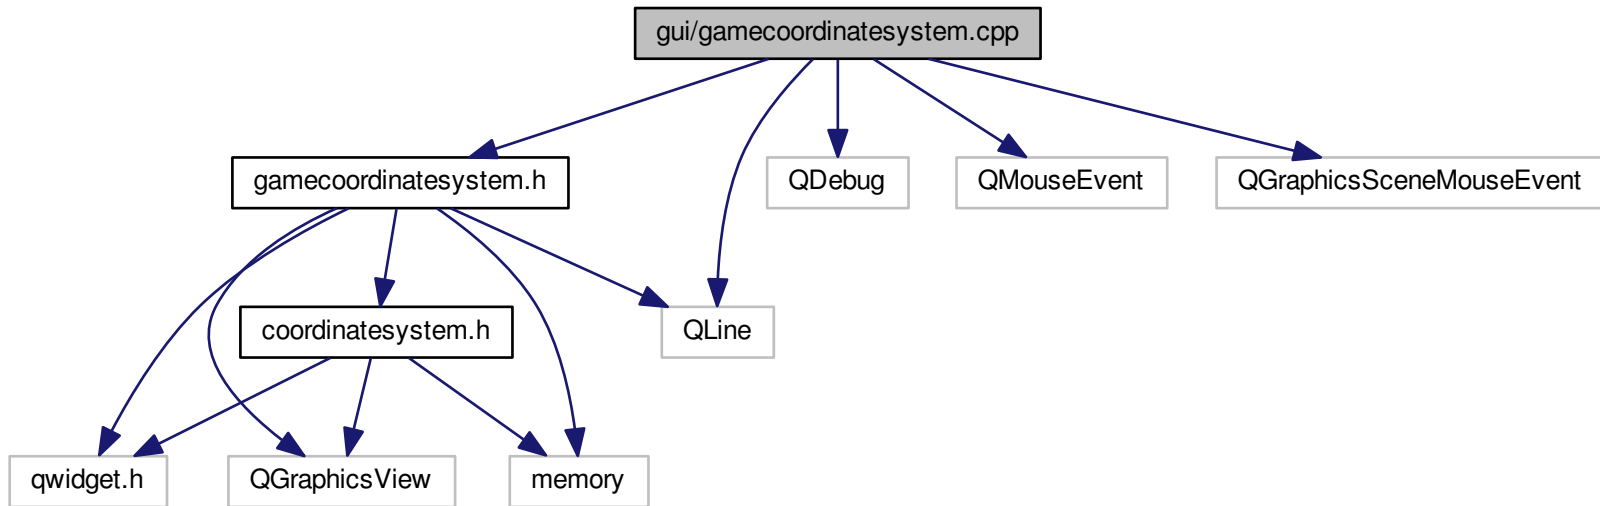 gui/gamecoordinatesystem.cpp
gamecoordinatesystem.h
QDebug
QMouseEvent
QGraphicsSceneMouseEvent
coordinatesystem.h
QLine
qwidget.h
QGraphicsView
memory